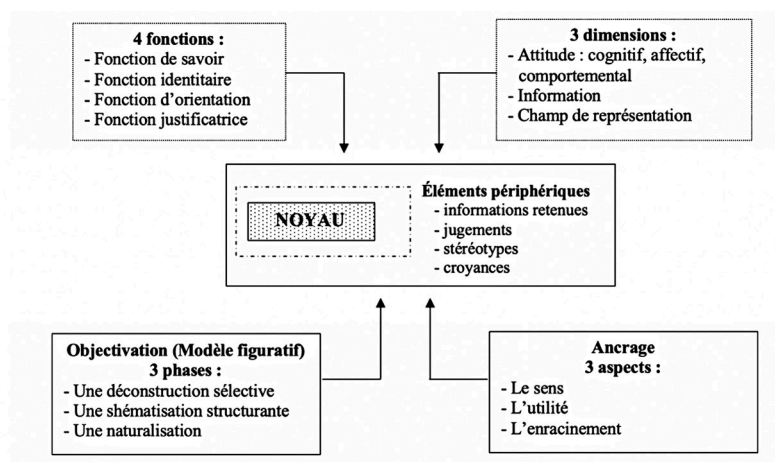 4 fonctions :
- Fonction de savoir
- Fonction identitaire
- Fonction d'orientation
- Fonction justificatrice
3 dimensions :
- Attitude : cognitif, affectif,
comportemental
- Information
- Champ de représentation
NOYAU
Éléments périphériques
- informations retenues
- jugements
- stéréotypes
- croyances
Objectivation (Modèle figuratif)
3 phases :
- Une déconstruction sélective
- Une shématisation structurante
- Une naturalisation
Ancrage
3 aspects :
- Le sens
- L'utilité
- L'enracinement